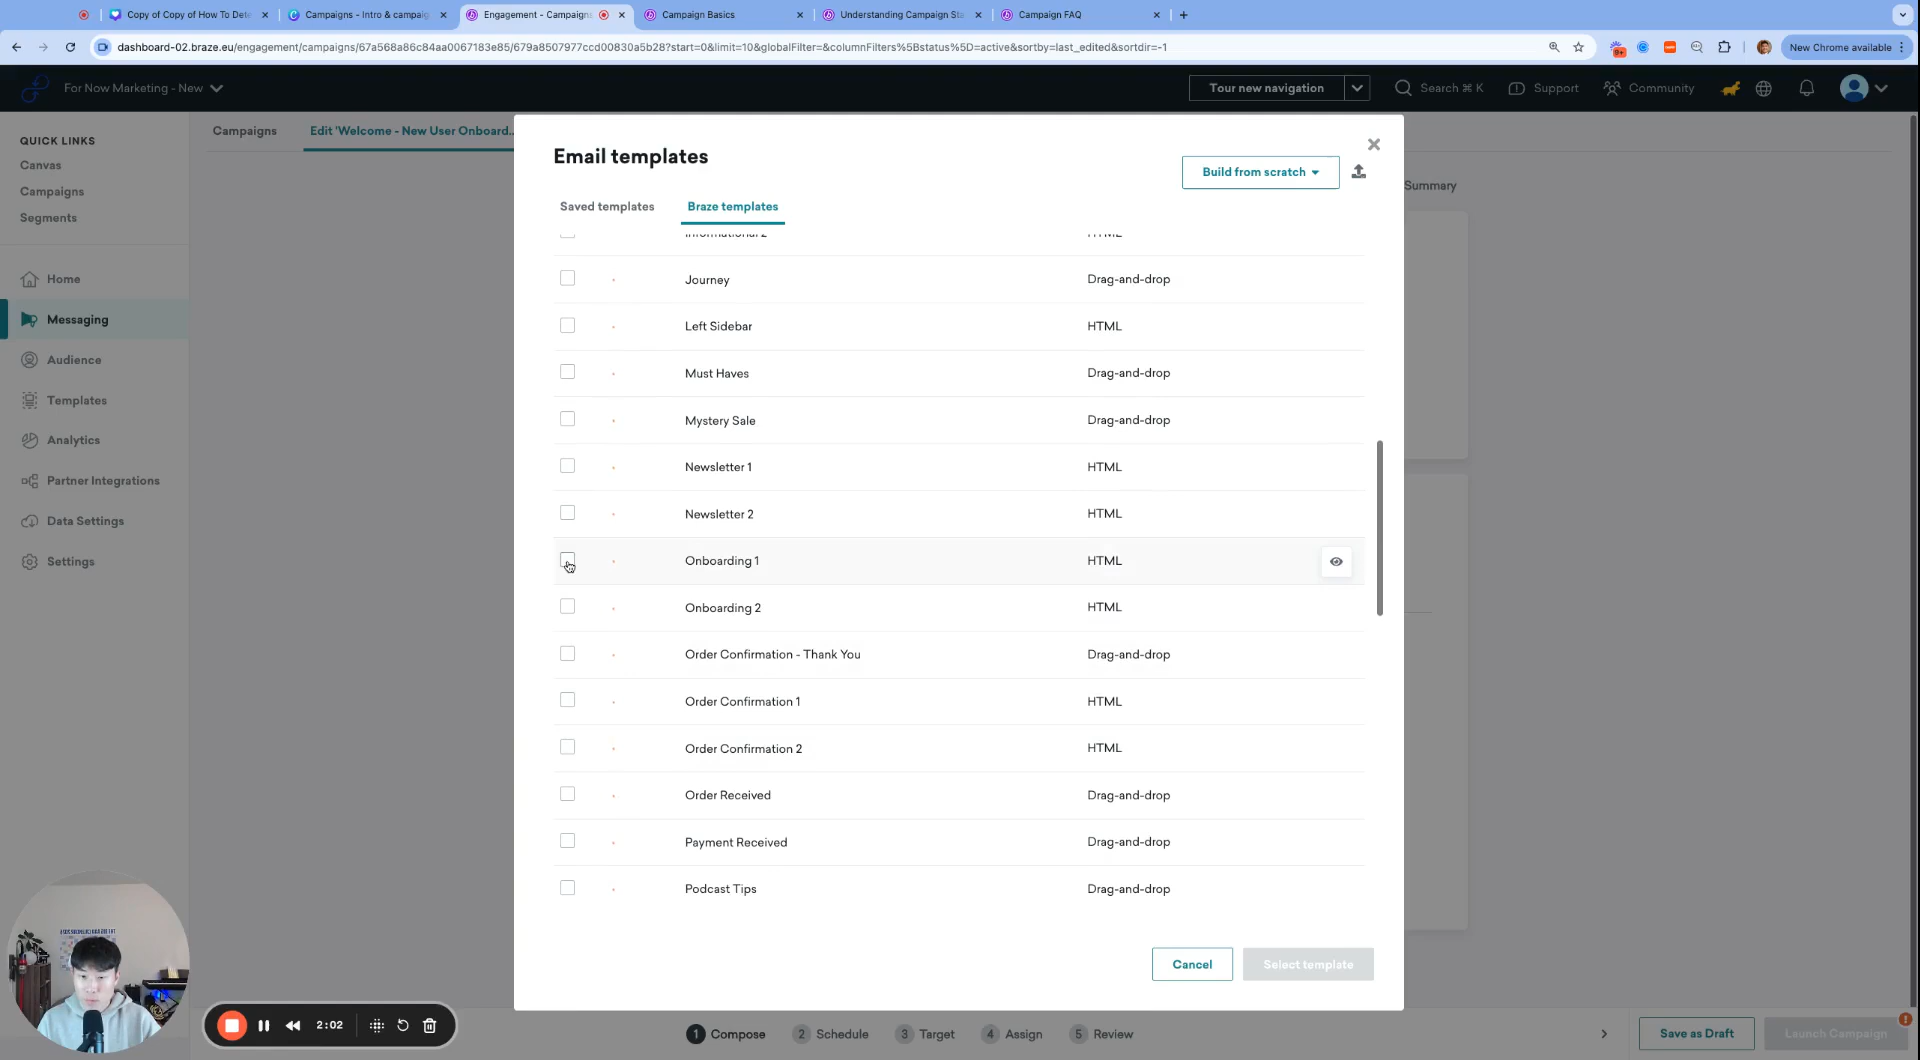 Copy of Copy of How To Dete
Campaigns - Intro & campaig
Engagement - Campaigns
Campaign Basics
Understanding Campaign Sta
Campaign FAQ
dashboard-02.braze.eu/engagement/campaigns/67a568a86c84aa0067183e85/679a8507977ccd00830a5b28?start=0&limit=10&globalFilter=&columnFilters%5Bstatus%5D=active&sortby=last_edited&sortdir=-1
9+
New Chrome available
For Now Marketing - New
Tour new navigation
Search ⌘ K
Support
Community
QUICK LINKS
Canvas
Campaigns
Segments
Home
Messaging
Audience
Templates
Analytics
Partner Integrations
Data Settings
Settings
Campaigns
Edit 'Welcome - New User Onboard...
Summary
Email templates
Build from scratch
Saved templates
Braze templates
Informational 2 HTML
Journey Drag-and-drop
Left Sidebar HTML
Must Haves Drag-and-drop
Mystery Sale Drag-and-drop
Newsletter 1 HTML
Newsletter 2 HTML
Onboarding 1 HTML
Onboarding 2 HTML
Order Confirmation - Thank You Drag-and-drop
Order Confirmation 1 HTML
Order Confirmation 2 HTML
Order Received Drag-and-drop
Payment Received Drag-and-drop
Podcast Tips Drag-and-drop
Cancel
Select template
2:02
1 Compose
2 Schedule
3 Target
4 Assign
5 Review
Save as Draft
Launch Campaign